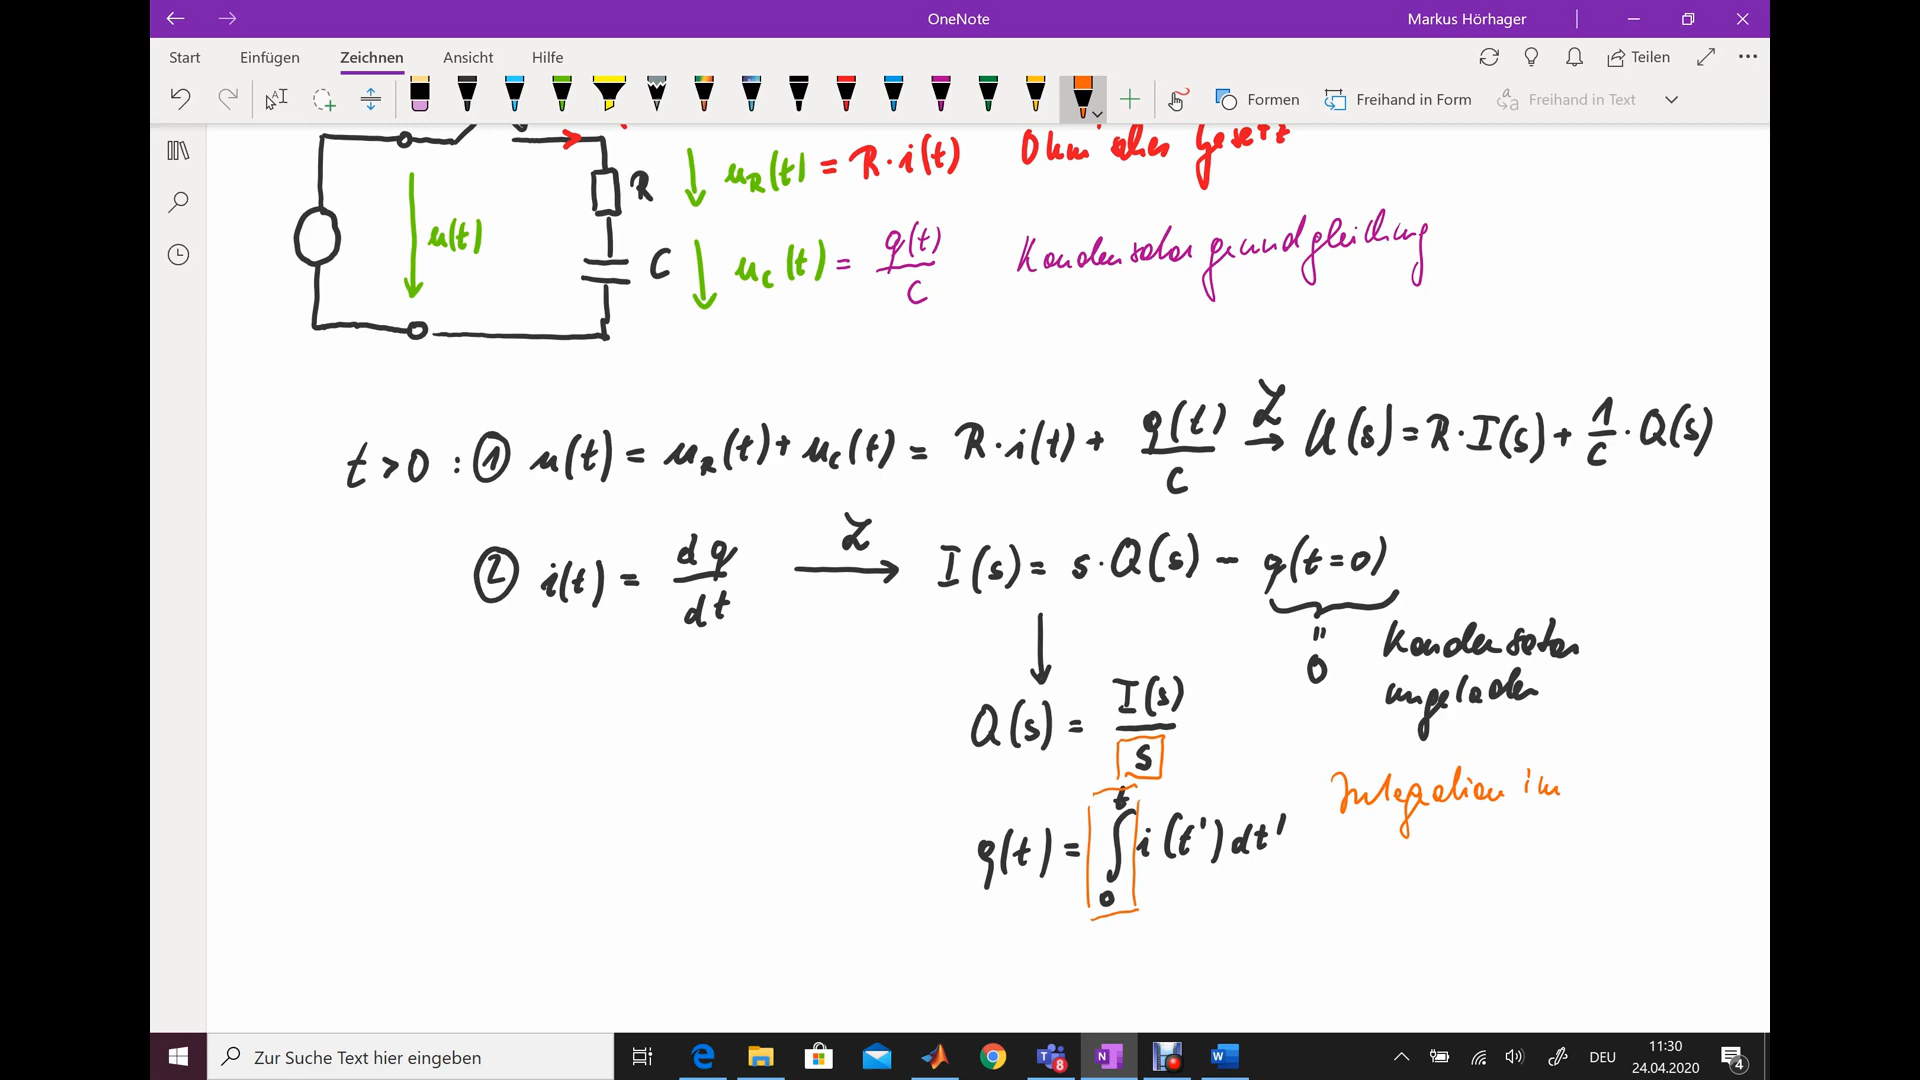 OneNote
Markus Hörhager
Start Einfügen Zeichnen Ansicht Hilfe
Teilen
Formen Freihand in Form Freihand in Text
u_R(t) = R·i(t) Ohm'sches Gesetz
R
u(t)
C u_C(t) = q(t)/C Kondensatorgrundgleichung
t>0 : ① u(t) = u_R(t) + u_C(t) = R·i(t) + q(t)/C ℒ→ U(s) = R·I(s) + 1/C · Q(s)
② i(t) = dq/dt ℒ→ I(s) = s·Q(s) − q(t=0)
" 0 Kondensator
ungeladen
Q(s) = I(s)/s
Integration im
q(t) = ∫₀ᵗ i(t') dt'
Zur Suche Text hier eingeben
8
DEU
11:30
24.04.2020
4